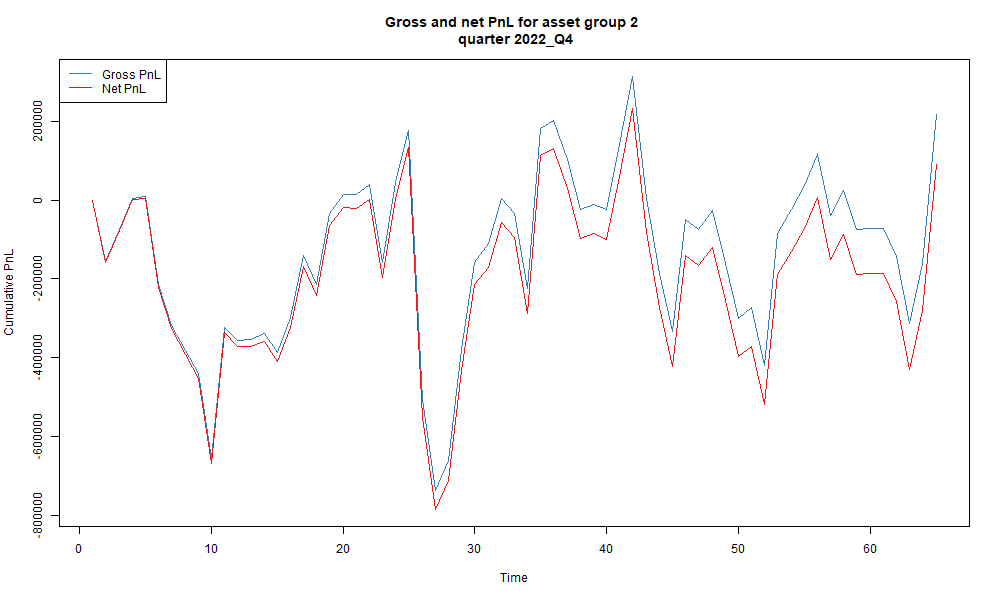 Gross and net PnL for asset group 2
quarter 2022_Q4
Gross PnL
Net PnL
Cumulative PnL
200000
0
-200000
-400000
-600000
-800000
0 10 20 30 40 50 60
Time